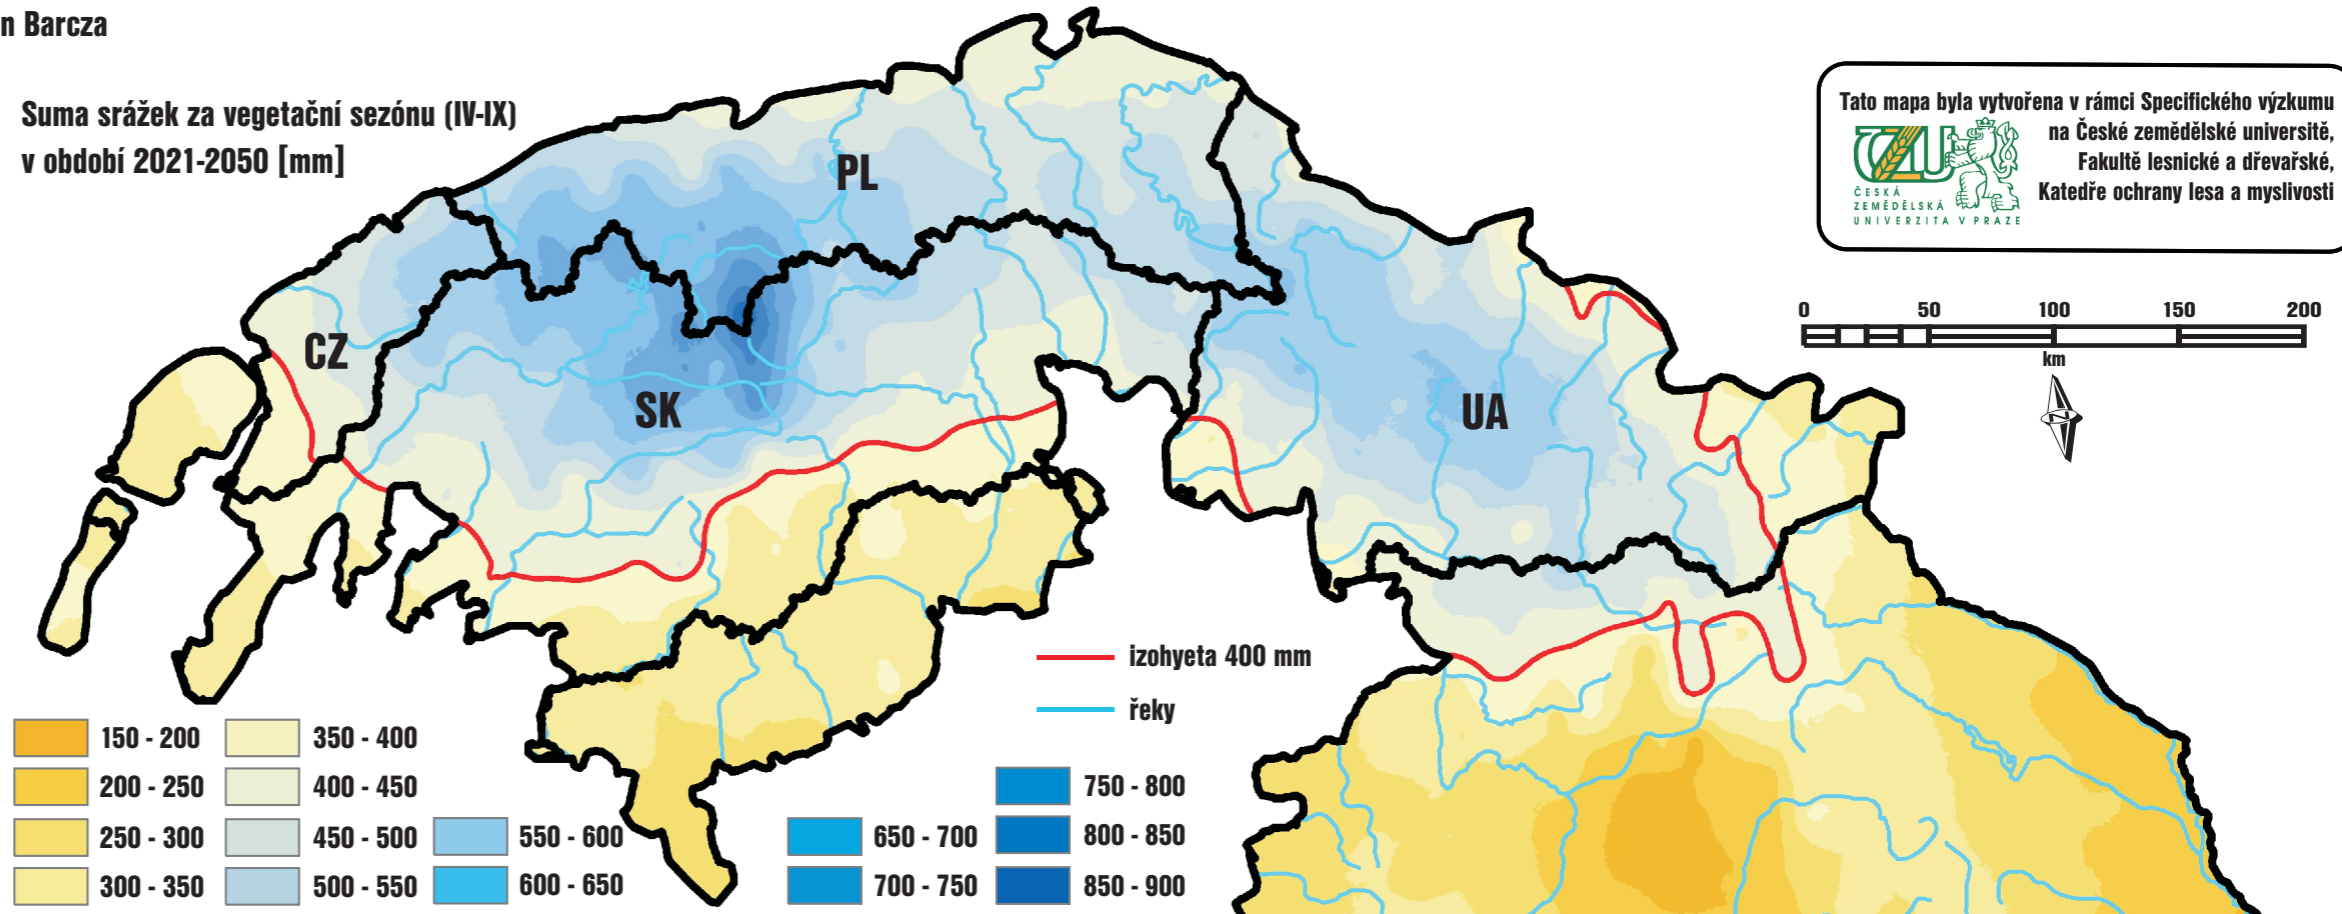 n Barcza
Suma srážek za vegetační sezónu (IV-IX)
v období 2021-2050 [mm]
Tato mapa byla vytvořena v rámci Specifického výzkumu
na České zemědělské universitě,
Fakultě lesnické a dřevařské,
Katedře ochrany lesa a myslivosti
ČZU
ČESKÁ
ZEMĚDĚLSKÁ
UNIVERZITA V PRAZE
PL
CZ
SK
UA
0 50 100 150 200
km
N
izohyeta 400 mm
řeky
150 - 200
200 - 250
250 - 300
300 - 350
350 - 400
400 - 450
450 - 500
500 - 550
550 - 600
600 - 650
650 - 700
700 - 750
750 - 800
800 - 850
850 - 900